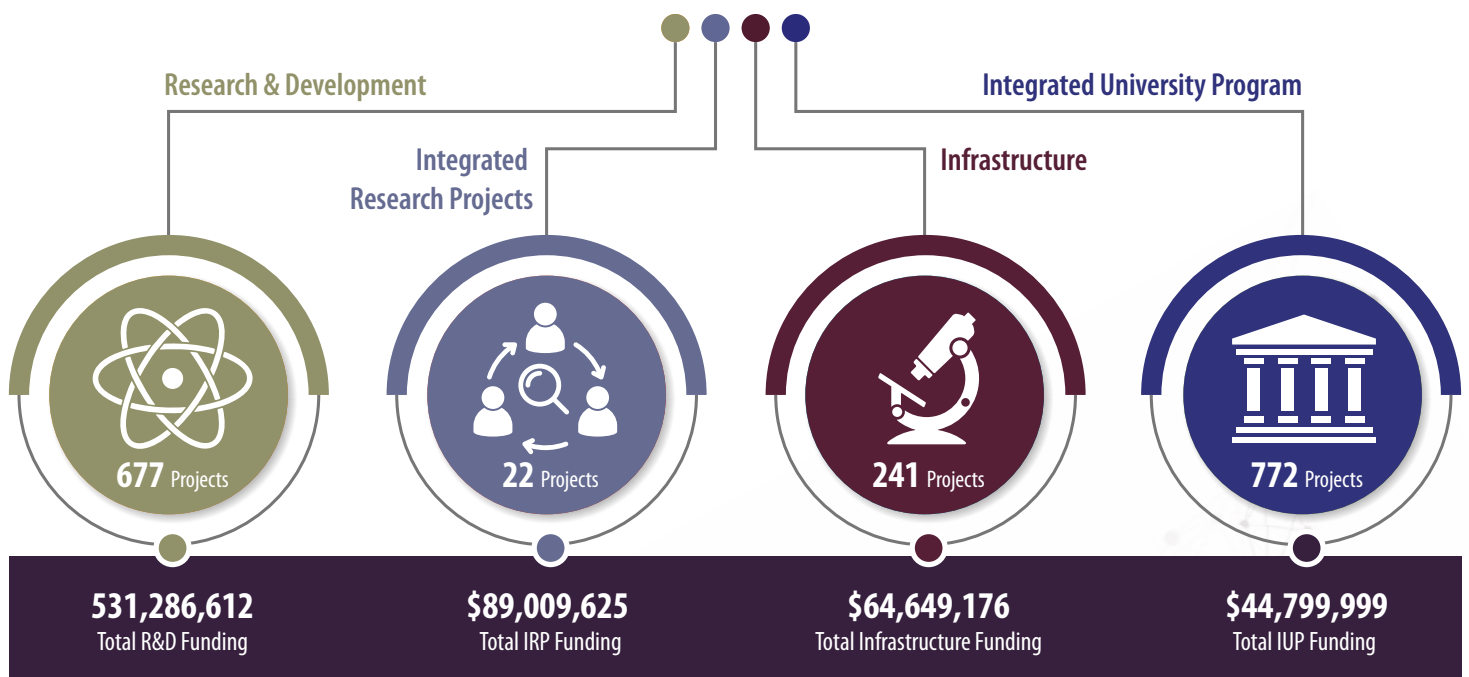 Research & Development
Integrated University Program
Integrated
Research Projects
Infrastructure
677 Projects
22 Projects
241 Projects
772 Projects
531,286,612
Total R&D Funding
$89,009,625
Total IRP Funding
$64,649,176
Total Infrastructure Funding
$44,799,999
Total IUP Funding